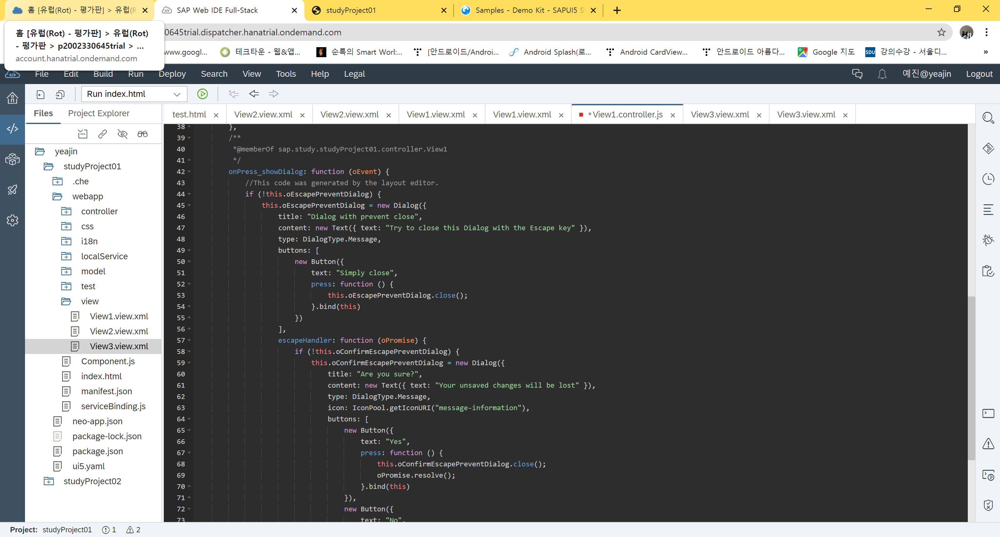 홈 [유럽(Rot) - 평가판] > 유럽(R
SAP Web IDE Full-Stack
studyProject01
Samples - Demo Kit - SAPUI5 S
홈 [유럽(Rot) - 평가판] > 유럽(Rot)
- 평가판 > p2002330645trial > ...
account.hanatrial.ondemand.com
0645trial.dispatcher.hanatrial.ondemand.com
www.googl...
테크타운 - 웹&앱...
순록의 Smart Worl:...
[안드로이드/Androi...
Android Splash(로...
Android CardView...
안드로이드 아름다...
Google 지도
SDU 강의수강 - 서울디...
»
File Edit Build Run Deploy Search View Tools Help Legal
예진@yeajin Logout
Run index.html
Files Project Explorer
test.html
View2.view.xml
View2.view.xml
View1.view.xml
View1.view.xml
*View1.controller.js
View3.view.xml
View3.view.xml
yeajin
studyProject01
.che
webapp
controller
css
i18n
localService
model
test
view
View1.view.xml
View2.view.xml
View3.view.xml
Component.js
index.html
manifest.json
serviceBinding.js
neo-app.json
package-lock.json
package.json
ui5.yaml
studyProject02
38 },
39 /**
40 *@memberOf sap.study.studyProject01.controller.View1
41 */
42 onPress_showDialog: function (oEvent) {
43 //This code was generated by the layout editor.
44 if (!this.oEscapePreventDialog) {
45 this.oEscapePreventDialog = new Dialog({
46 title: "Dialog with prevent close",
47 content: new Text({ text: "Try to close this Dialog with the Escape key" }),
48 type: DialogType.Message,
49 buttons: [
50 new Button({
51 text: "Simply close",
52 press: function () {
53 this.oEscapePreventDialog.close();
54 }.bind(this)
55 })
56 ],
57 escapeHandler: function (oPromise) {
58 if (!this.oConfirmEscapePreventDialog) {
59 this.oConfirmEscapePreventDialog = new Dialog({
60 title: "Are you sure?",
61 content: new Text({ text: "Your unsaved changes will be lost" }),
62 type: DialogType.Message,
63 icon: IconPool.getIconURI("message-information"),
64 buttons: [
65 new Button({
66 text: "Yes",
67 press: function () {
68 this.oConfirmEscapePreventDialog.close();
69 oPromise.resolve();
70 }.bind(this)
71 }),
72 new Button({
73 text: "No",
Project: studyProject01 1 2